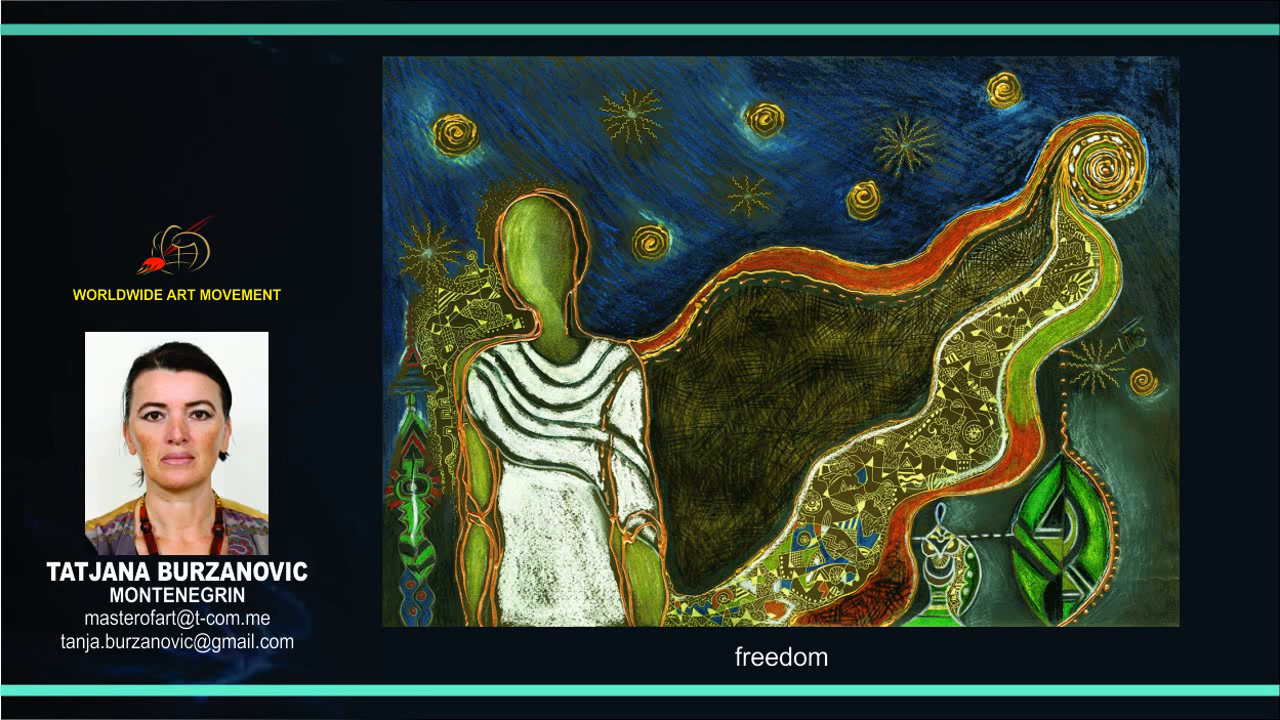 WORLDWIDE ART MOVEMENT
TATJANA BURZANOVIC
MONTENEGRIN
masterofart@t-com.me
tanja.burzanovic@gmail.com
freedom